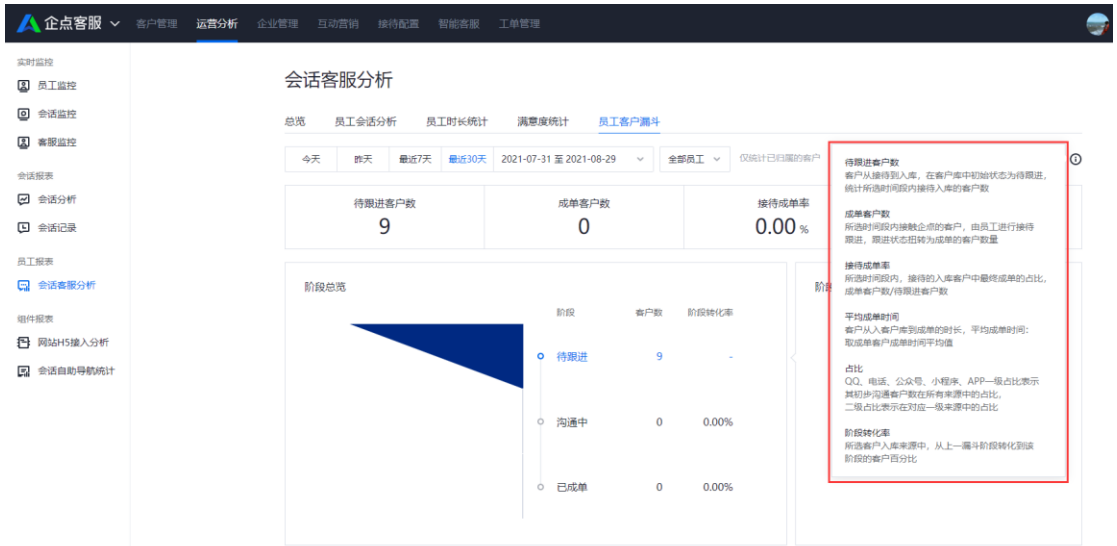 企点客服
客户管理
运营分析
企业管理
互动营销
接待配置
智能客服
工单管理
实时监控
员工监控
会话监控
客服监控
会话报表
会话分析
会话记录
员工报表
会话客服分析
组件报表
网站H5接入分析
会话自助导航统计
会话客服分析
总览
员工会话分析
员工时长统计
满意度统计
员工客户漏斗
今天
昨天
最近7天
最近30天
2021-07-31 至 2021-08-29
全部员工
仅统计已归属的客户
待跟进客户数
9
成单客户数
0
接待成单率
0.00 %
阶段总览
阶段
客户数
阶段转化率
待跟进
9
-
沟通中
0
0.00%
已成单
0
0.00%
待跟进客户数
客户从接待到入库，在客户库中初始状态为待跟进，
统计所选时间段内接待入库的客户数
成单客户数
所选时间段内接触企点的客户，由员工进行接待
跟进，跟进状态扭转为成单的客户数量
接待成单率
所选时间段内，接待的入库客户中最终成单的占比，
成单客户数/待跟进客户数
平均成单时间
客户从入客户库到成单的时长，平均成单时间：
取成单客户成单时间平均值
占比
QQ、电话、公众号、小程序、APP一级占比表示
其初步沟通客户数在所有来源中的占比，
二级占比表示在对应一级来源中的占比
阶段转化率
所选客户入库来源中，从上一漏斗阶段转化到该
阶段的客户百分比